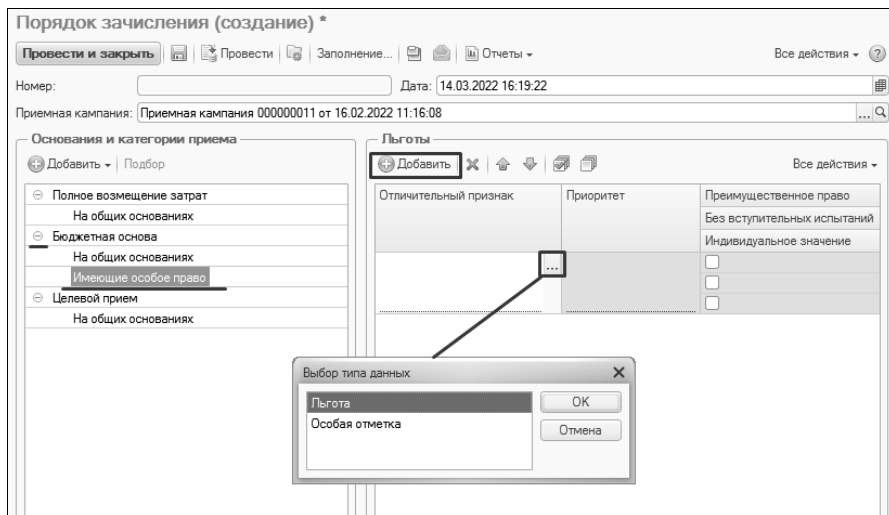 Порядок зачисления (создание) *
Провести и закрыть Провести Заполнение... Отчеты Все действия ?
Номер: Дата: 14.03.2022 16:19:22
Приемная кампания: Приемная кампания 000000011 от 16.02.2022 11:16:08 ...
Основания и категории приема
Добавить Подбор
Полное возмещение затрат
На общих основаниях
Бюджетная основа
На общих основаниях
Имеющие особое право
Целевой прием
На общих основаниях
Льготы
Добавить Все действия
Отличительный признак Приоритет Преимущественное право
Без вступительных испытаний
Индивидуальное значение
...
Выбор типа данных
Льгота
Особая отметка
OK
Отмена